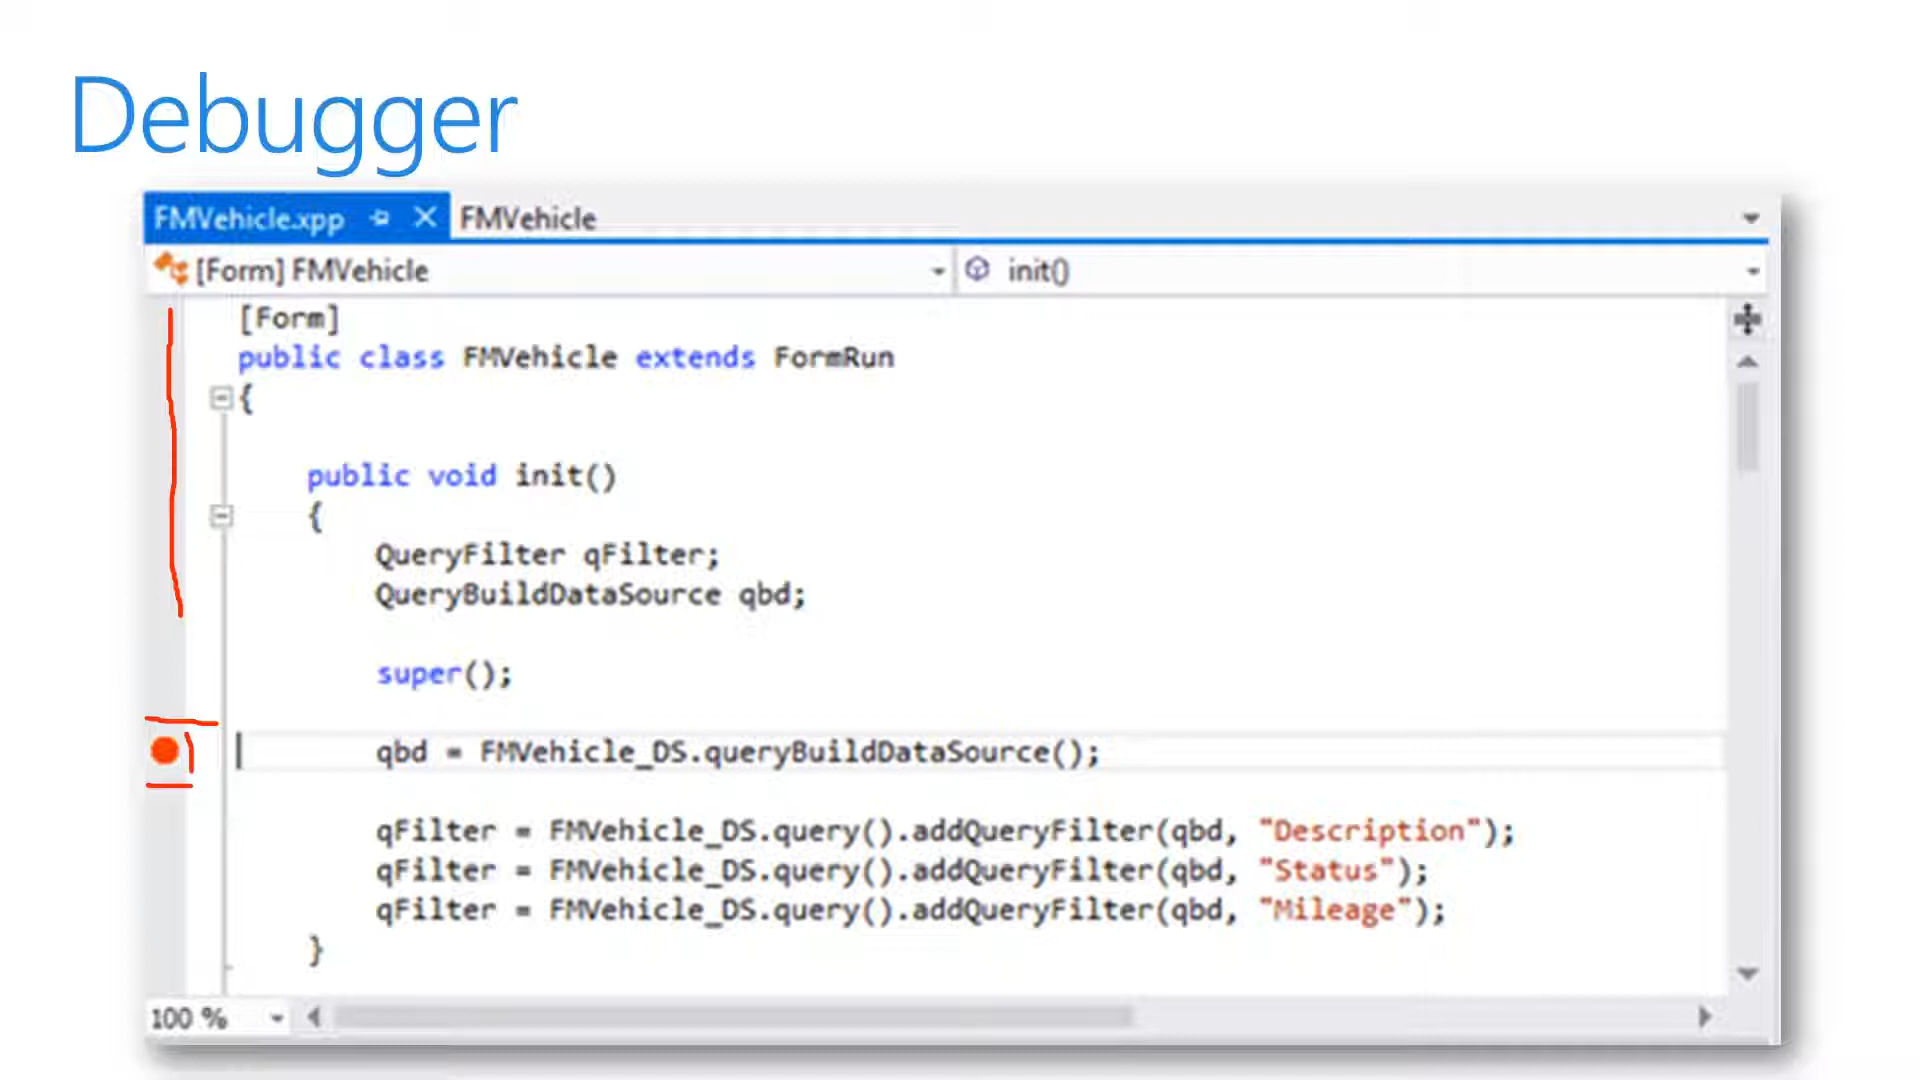 Debugger
FMVehicle.xpp FMVehicle
[Form] FMVehicle init()
[Form]
public class FMVehicle extends FormRun
{
public void init()
{
QueryFilter qFilter;
QueryBuildDataSource qbd;
super();
qbd = FMVehicle_DS.queryBuildDataSource();
qFilter = FMVehicle_DS.query().addQueryFilter(qbd, "Description");
qFilter = FMVehicle_DS.query().addQueryFilter(qbd, "Status");
qFilter = FMVehicle_DS.query().addQueryFilter(qbd, "Mileage");
}
100 %